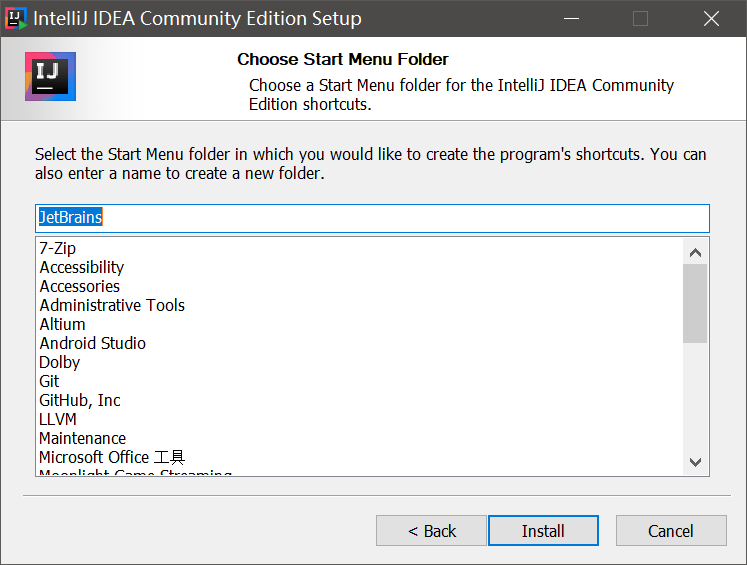 IntelliJ IDEA Community Edition Setup
IJ
Choose Start Menu Folder
Choose a Start Menu folder for the IntelliJ IDEA Community
Edition shortcuts.
Select the Start Menu folder in which you would like to create the program's shortcuts. You can
also enter a name to create a new folder.
JetBrains
7-Zip
Accessibility
Accessories
Administrative Tools
Altium
Android Studio
Dolby
Git
GitHub, Inc
LLVM
Maintenance
Microsoft Office 工具
Moonlight Game Streaming
< Back
Install
Cancel